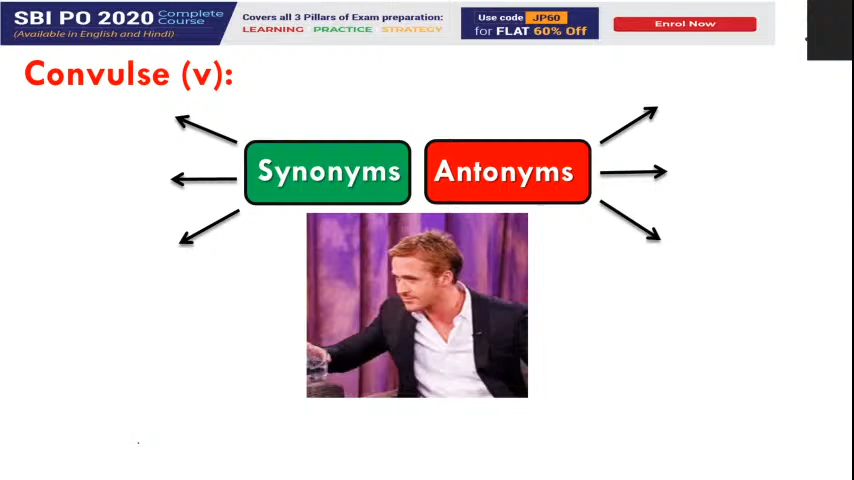 SBI PO 2020 Complete Course
(Available in English and Hindi)
Covers all 3 Pillars of Exam preparation:
LEARNING PRACTICE STRATEGY
Use code JP60
for FLAT 60% Off
Enrol Now
Convulse (v):
Synonyms
Antonyms